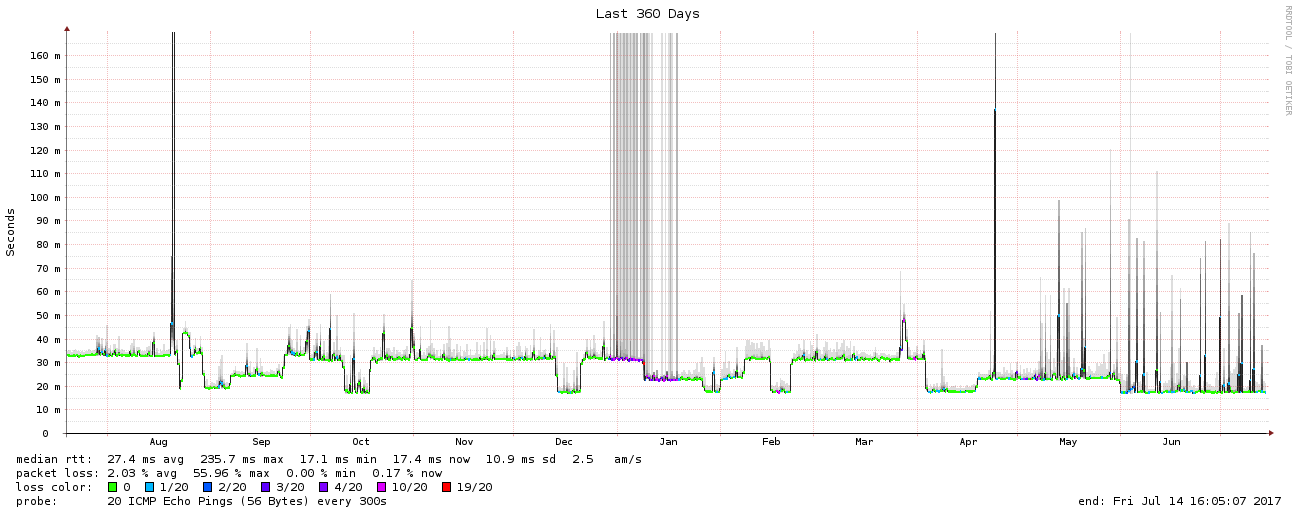 Last 360 Days
RRDTOOL / TOBI OETIKER
Seconds
160 m
150 m
140 m
130 m
120 m
110 m
100 m
90 m
80 m
70 m
60 m
50 m
40 m
30 m
20 m
10 m
0
Aug Sep Oct Nov Dec Jan Feb Mar Apr May Jun
median rtt: 27.4 ms avg 235.7 ms max 17.1 ms min 17.4 ms now 10.9 ms sd 2.5 am/s
packet loss: 2.03 % avg 55.96 % max 0.00 % min 0.17 % now
loss color: 0 1/20 2/20 3/20 4/20 10/20 19/20
probe: 20 ICMP Echo Pings (56 Bytes) every 300s end: Fri Jul 14 16:05:07 2017